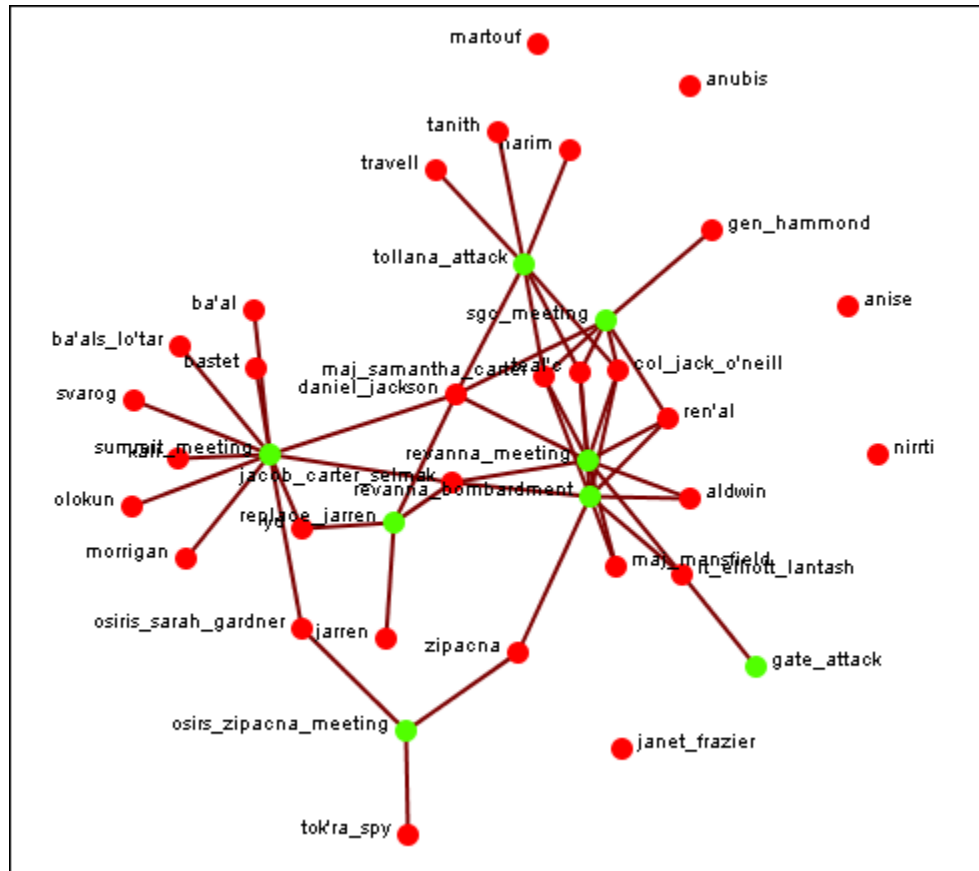 martouf
anubis
tanith
narim
travell
gen_hammond
tollana_attack
anise
ba'al
sgc_meeting
ba'als_lo'tar
bastet
maj_samantha_carter
teal'c
col_jack_o'neill
daniel_jackson
svarog
ren'al
summit_meeting
revanna_meeting
nirrti
jacob_carter_selmak
olokun
revanna_bombardment
aldwin
replace_jarren
morrigan
maj_mansfield
lt_elliott_lantash
osiris_sarah_gardner
jarren
zipacna
gate_attack
osirs_zipacna_meeting
janet_frazier
tok'ra_spy